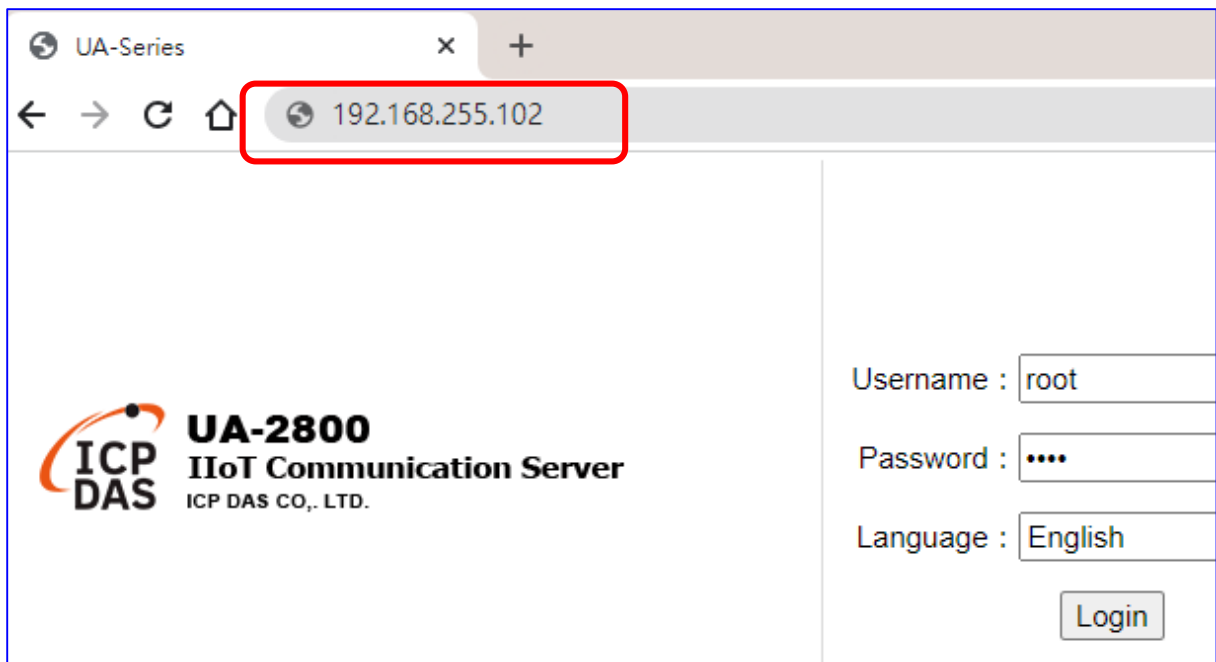 UA-Series
192.168.255.102
Username : root
ICP DAS
UA-2800
IIoT Communication Server
ICP DAS CO,. LTD.
Password : ••••
Language : English
Login